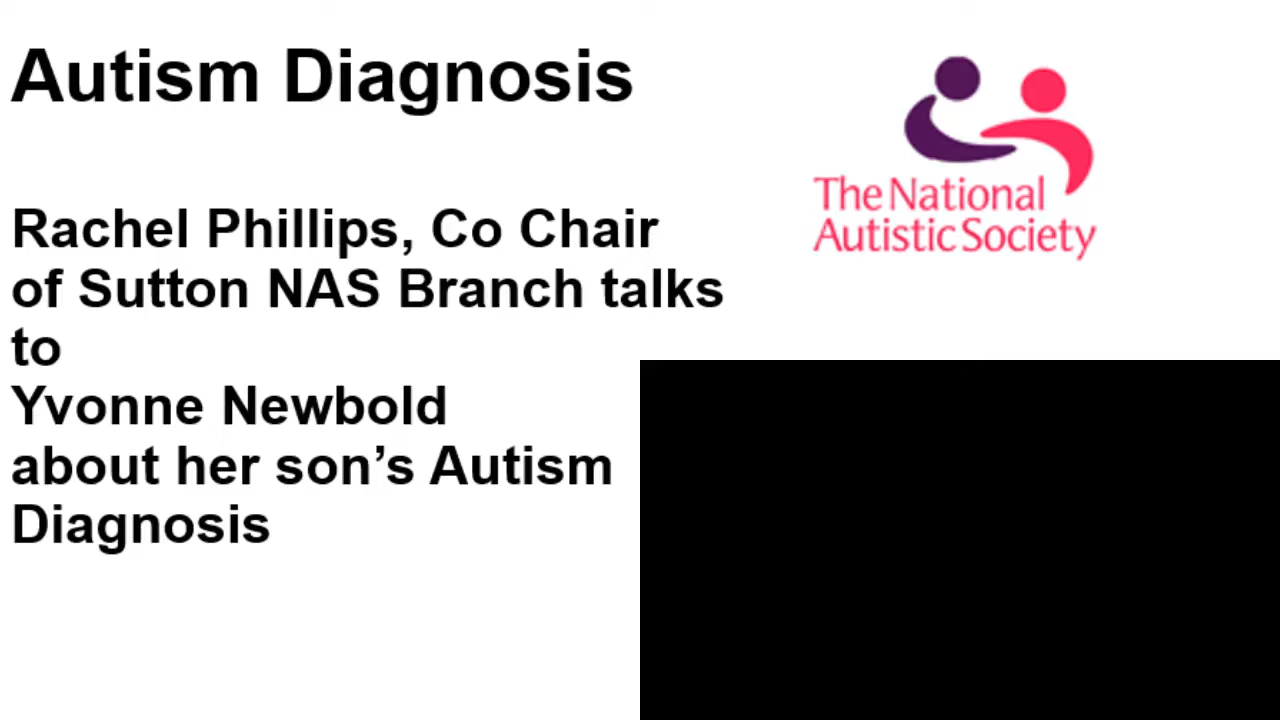 Autism Diagnosis
The National
Autistic Society
Rachel Phillips, Co Chair
of Sutton NAS Branch talks
to
Yvonne Newbold
about her son’s Autism
Diagnosis